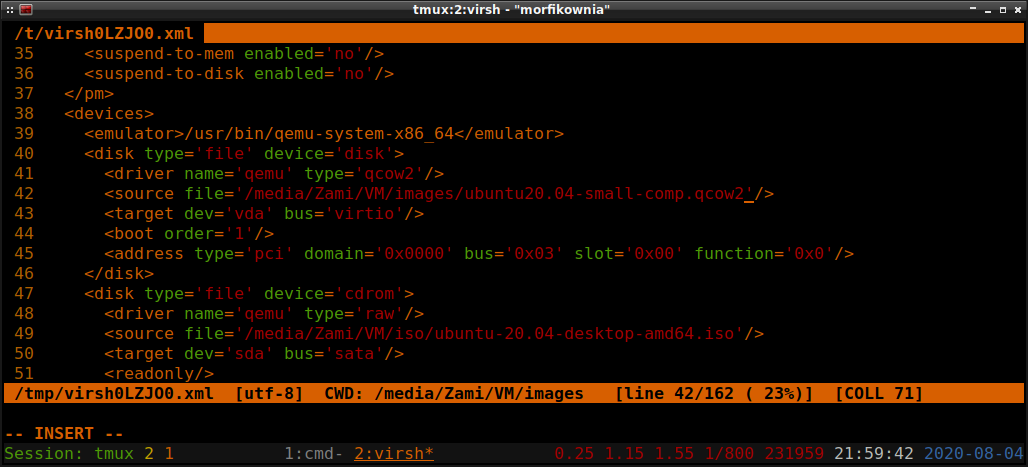 tmux:2:virsh - "morfikownia"
/t/virsh0LZJO0.xml
35     <suspend-to-mem enabled='no'/>
36     <suspend-to-disk enabled='no'/>
37   </pm>
38   <devices>
39     <emulator>/usr/bin/qemu-system-x86_64</emulator>
40     <disk type='file' device='disk'>
41       <driver name='qemu' type='qcow2'/>
42       <source file='/media/Zami/VM/images/ubuntu20.04-small-comp.qcow2'/>
43       <target dev='vda' bus='virtio'/>
44       <boot order='1'/>
45       <address type='pci' domain='0x0000' bus='0x03' slot='0x00' function='0x0'/>
46     </disk>
47     <disk type='file' device='cdrom'>
48       <driver name='qemu' type='raw'/>
49       <source file='/media/Zami/VM/iso/ubuntu-20.04-desktop-amd64.iso'/>
50       <target dev='sda' bus='sata'/>
51       <readonly/>
/tmp/virsh0LZJO0.xml  [utf-8]  CWD: /media/Zami/VM/images   [line 42/162 ( 23%)]  [COLL 71]
-- INSERT --
Session: tmux 2 1           1:cmd- 2:virsh*            0.25 1.15 1.55 1/800 231959 21:59:42 2020-08-04